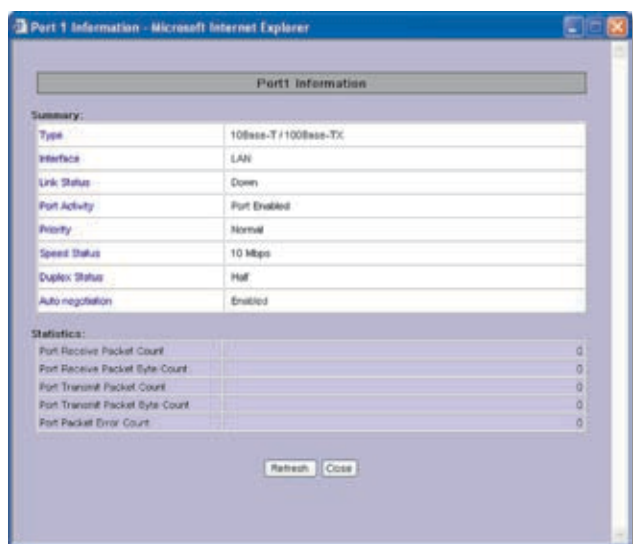 Port 1 Information - Microsoft Internet Explorer
Port1 Information
Summary:
Type 10Base-T / 100Base-TX
Interface LAN
Link Status Down
Port Activity Port Enabled
Priority Normal
Speed Status 10 Mbps
Duplex Status Half
Auto negotiation Enabled
Statistics:
Port Receive Packet Count 0
Port Receive Packet Byte Count 0
Port Transmit Packet Count 0
Port Transmit Packet Byte Count 0
Port Packet Error Count 0
Refresh Close